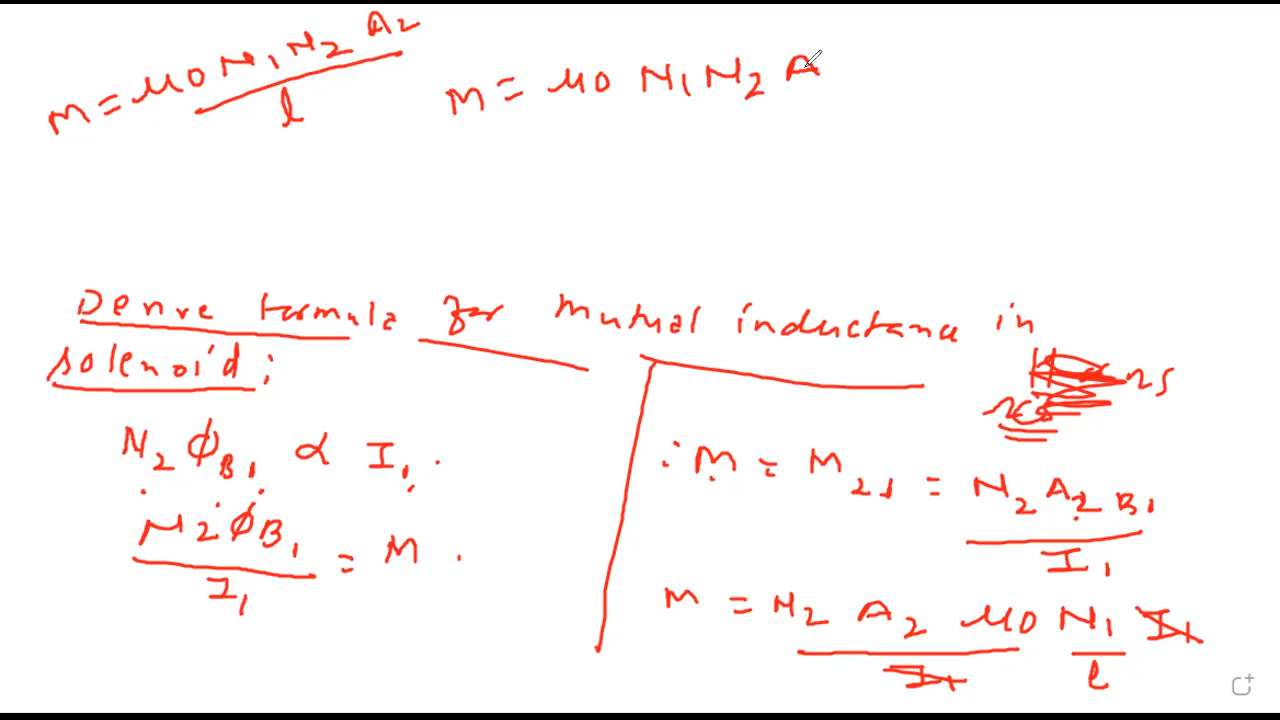 M = μ0 N1 N2 A2 / l
M = μ0 N1 N2 A
Derive formula for Mutual inductance in
solenoid:
N2 ϕB1 α I1.
N2 ϕB1 / I1 = M.
∴ M = M21 = N2 A2 B1 / I1
M = N2 A2 μ0 / I1 N1 / l I1